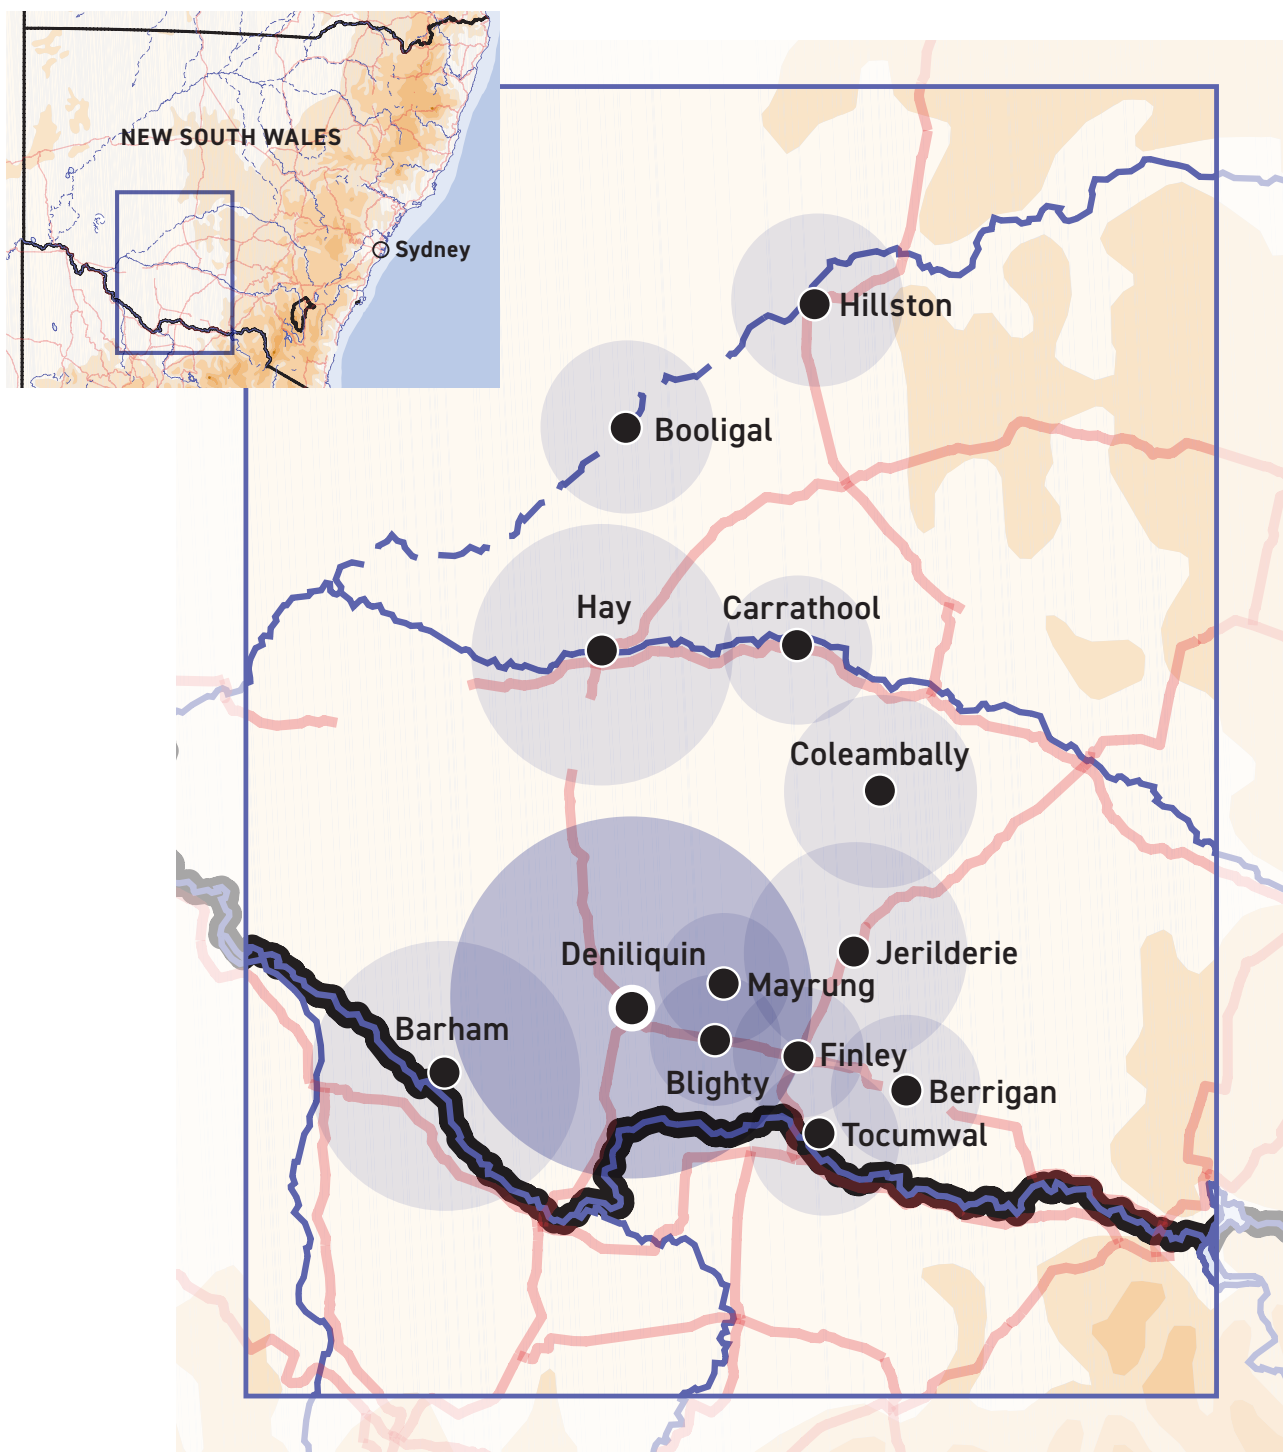 NEW SOUTH WALES
Sydney
Hillston
Booligal
Hay
Carrathool
Coleambally
Deniliquin
Jerilderie
Mayrung
Barham
Finley
Blighty
Berrigan
Tocumwal